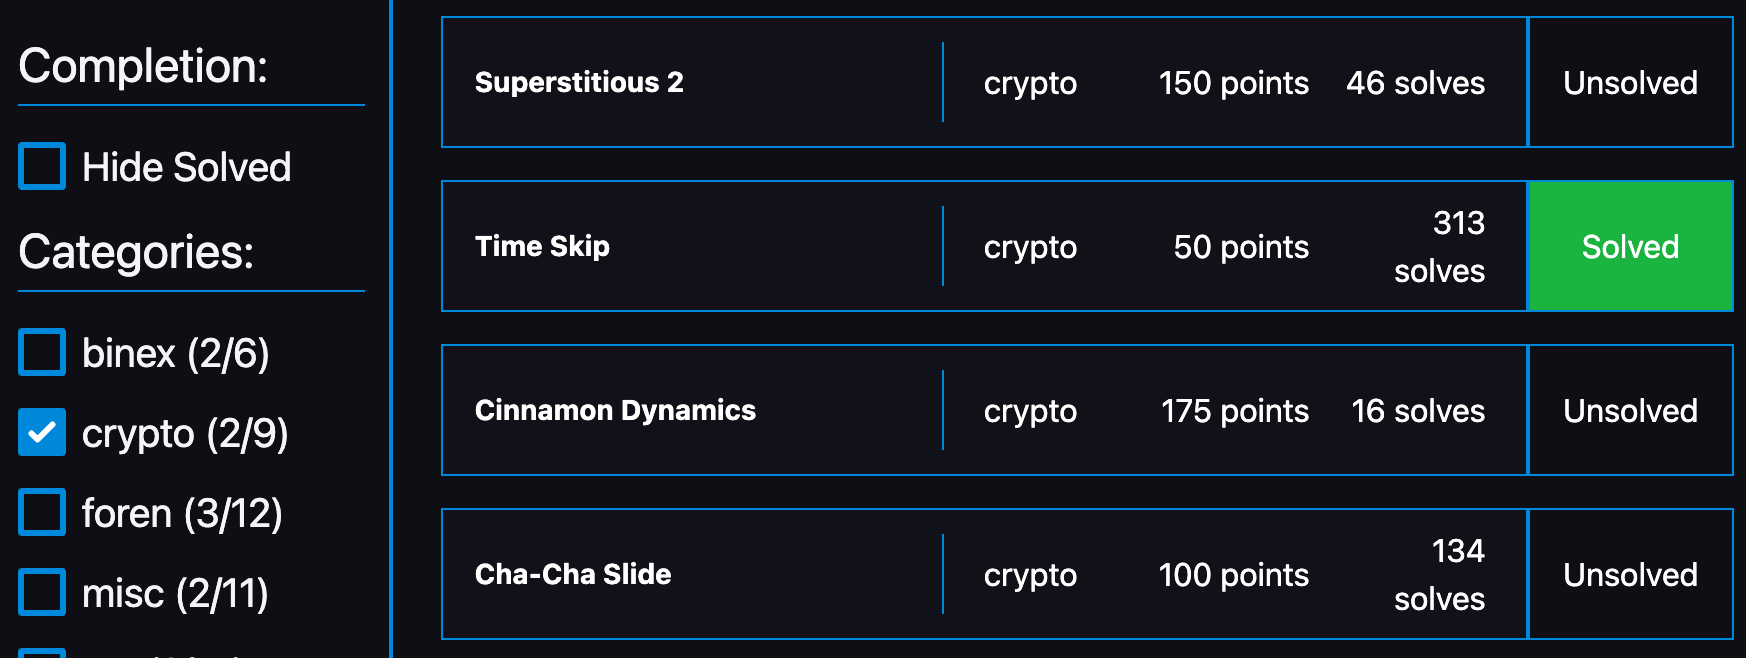 Completion:
Hide Solved
Categories:
binex (2/6)
crypto (2/9)
foren (3/12)
misc (2/11)
Superstitious 2 crypto 150 points 46 solves Unsolved
Time Skip crypto 50 points 313 solves Solved
Cinnamon Dynamics crypto 175 points 16 solves Unsolved
Cha-Cha Slide crypto 100 points 134 solves Unsolved